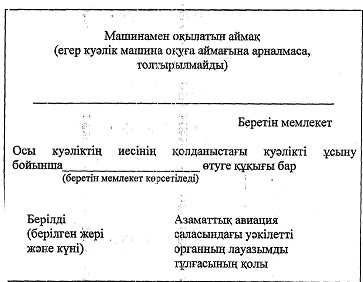 Машинамен оқылатын аймақ
(егер куәлік машина оқуға аймағына арналмаса,
толтырылмайды)
Беретін мемлекет
Осы куәліктің иесінің қолданыстағы куәлікті ұсыну
бойынша____________________ өтуге құқығы бар
(беретін мемлекет көрсетіледі)
Берілді Азаматтық авиация
(берілген жері саласындағы уәкілетті
және күні) органның лауазымды
тұлғасының қолы